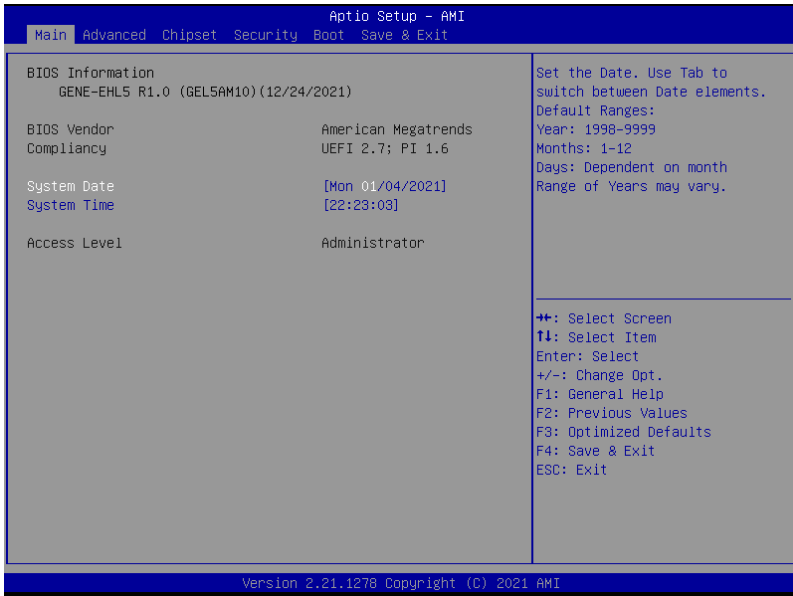 Aptio Setup – AMI
Main Advanced Chipset Security Boot Save & Exit
BIOS Information
GENE-EHL5 R1.0 (GEL5AM10)(12/24/2021)
BIOS Vendor American Megatrends
Compliancy UEFI 2.7; PI 1.6
System Date [Mon 01/04/2021]
System Time [22:23:03]
Access Level Administrator
Set the Date. Use Tab to
switch between Date elements.
Default Ranges:
Year: 1998-9999
Months: 1-12
Days: Dependent on month
Range of Years may vary.
→←: Select Screen
↑↓: Select Item
Enter: Select
+/-: Change Opt.
F1: General Help
F2: Previous Values
F3: Optimized Defaults
F4: Save & Exit
ESC: Exit
Version 2.21.1278 Copyright (C) 2021 AMI